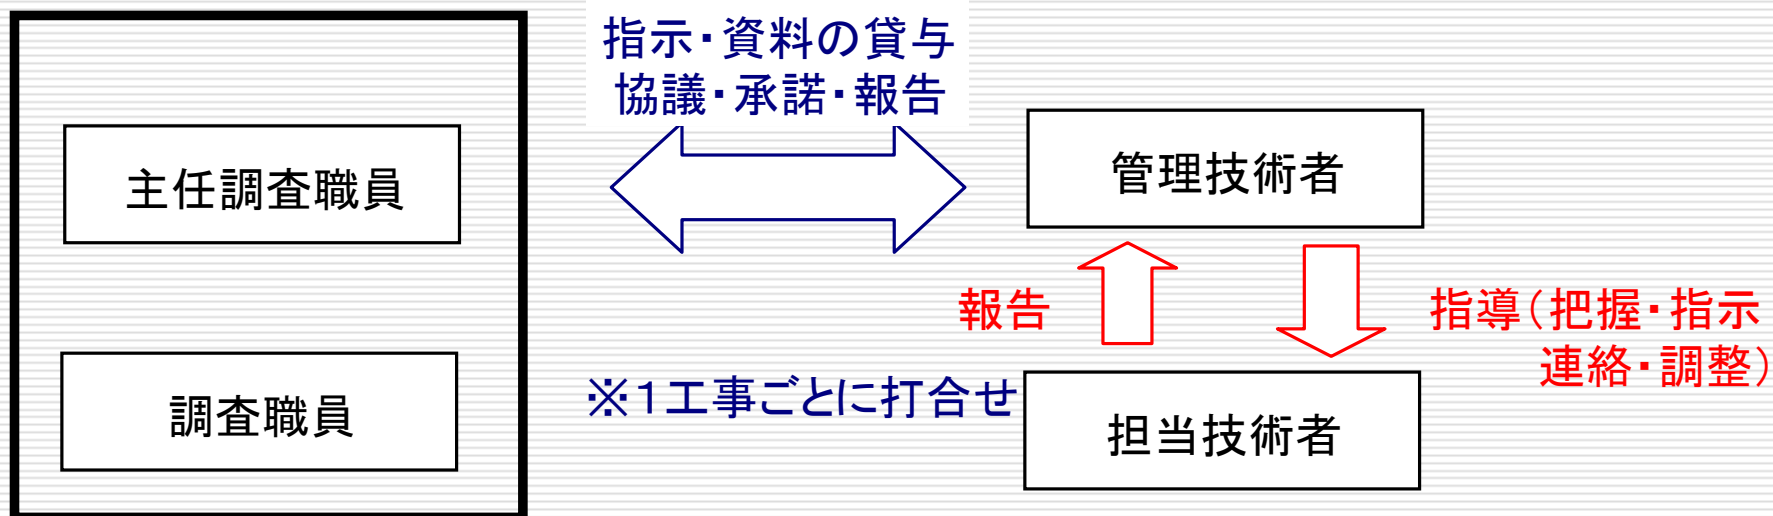 指示・資料の貸与
協議・承諾・報告
主任調査職員
管理技術者
報告
指導(把握・指示
連絡・調整)
調査職員
※1工事ごとに打合せ
担当技術者